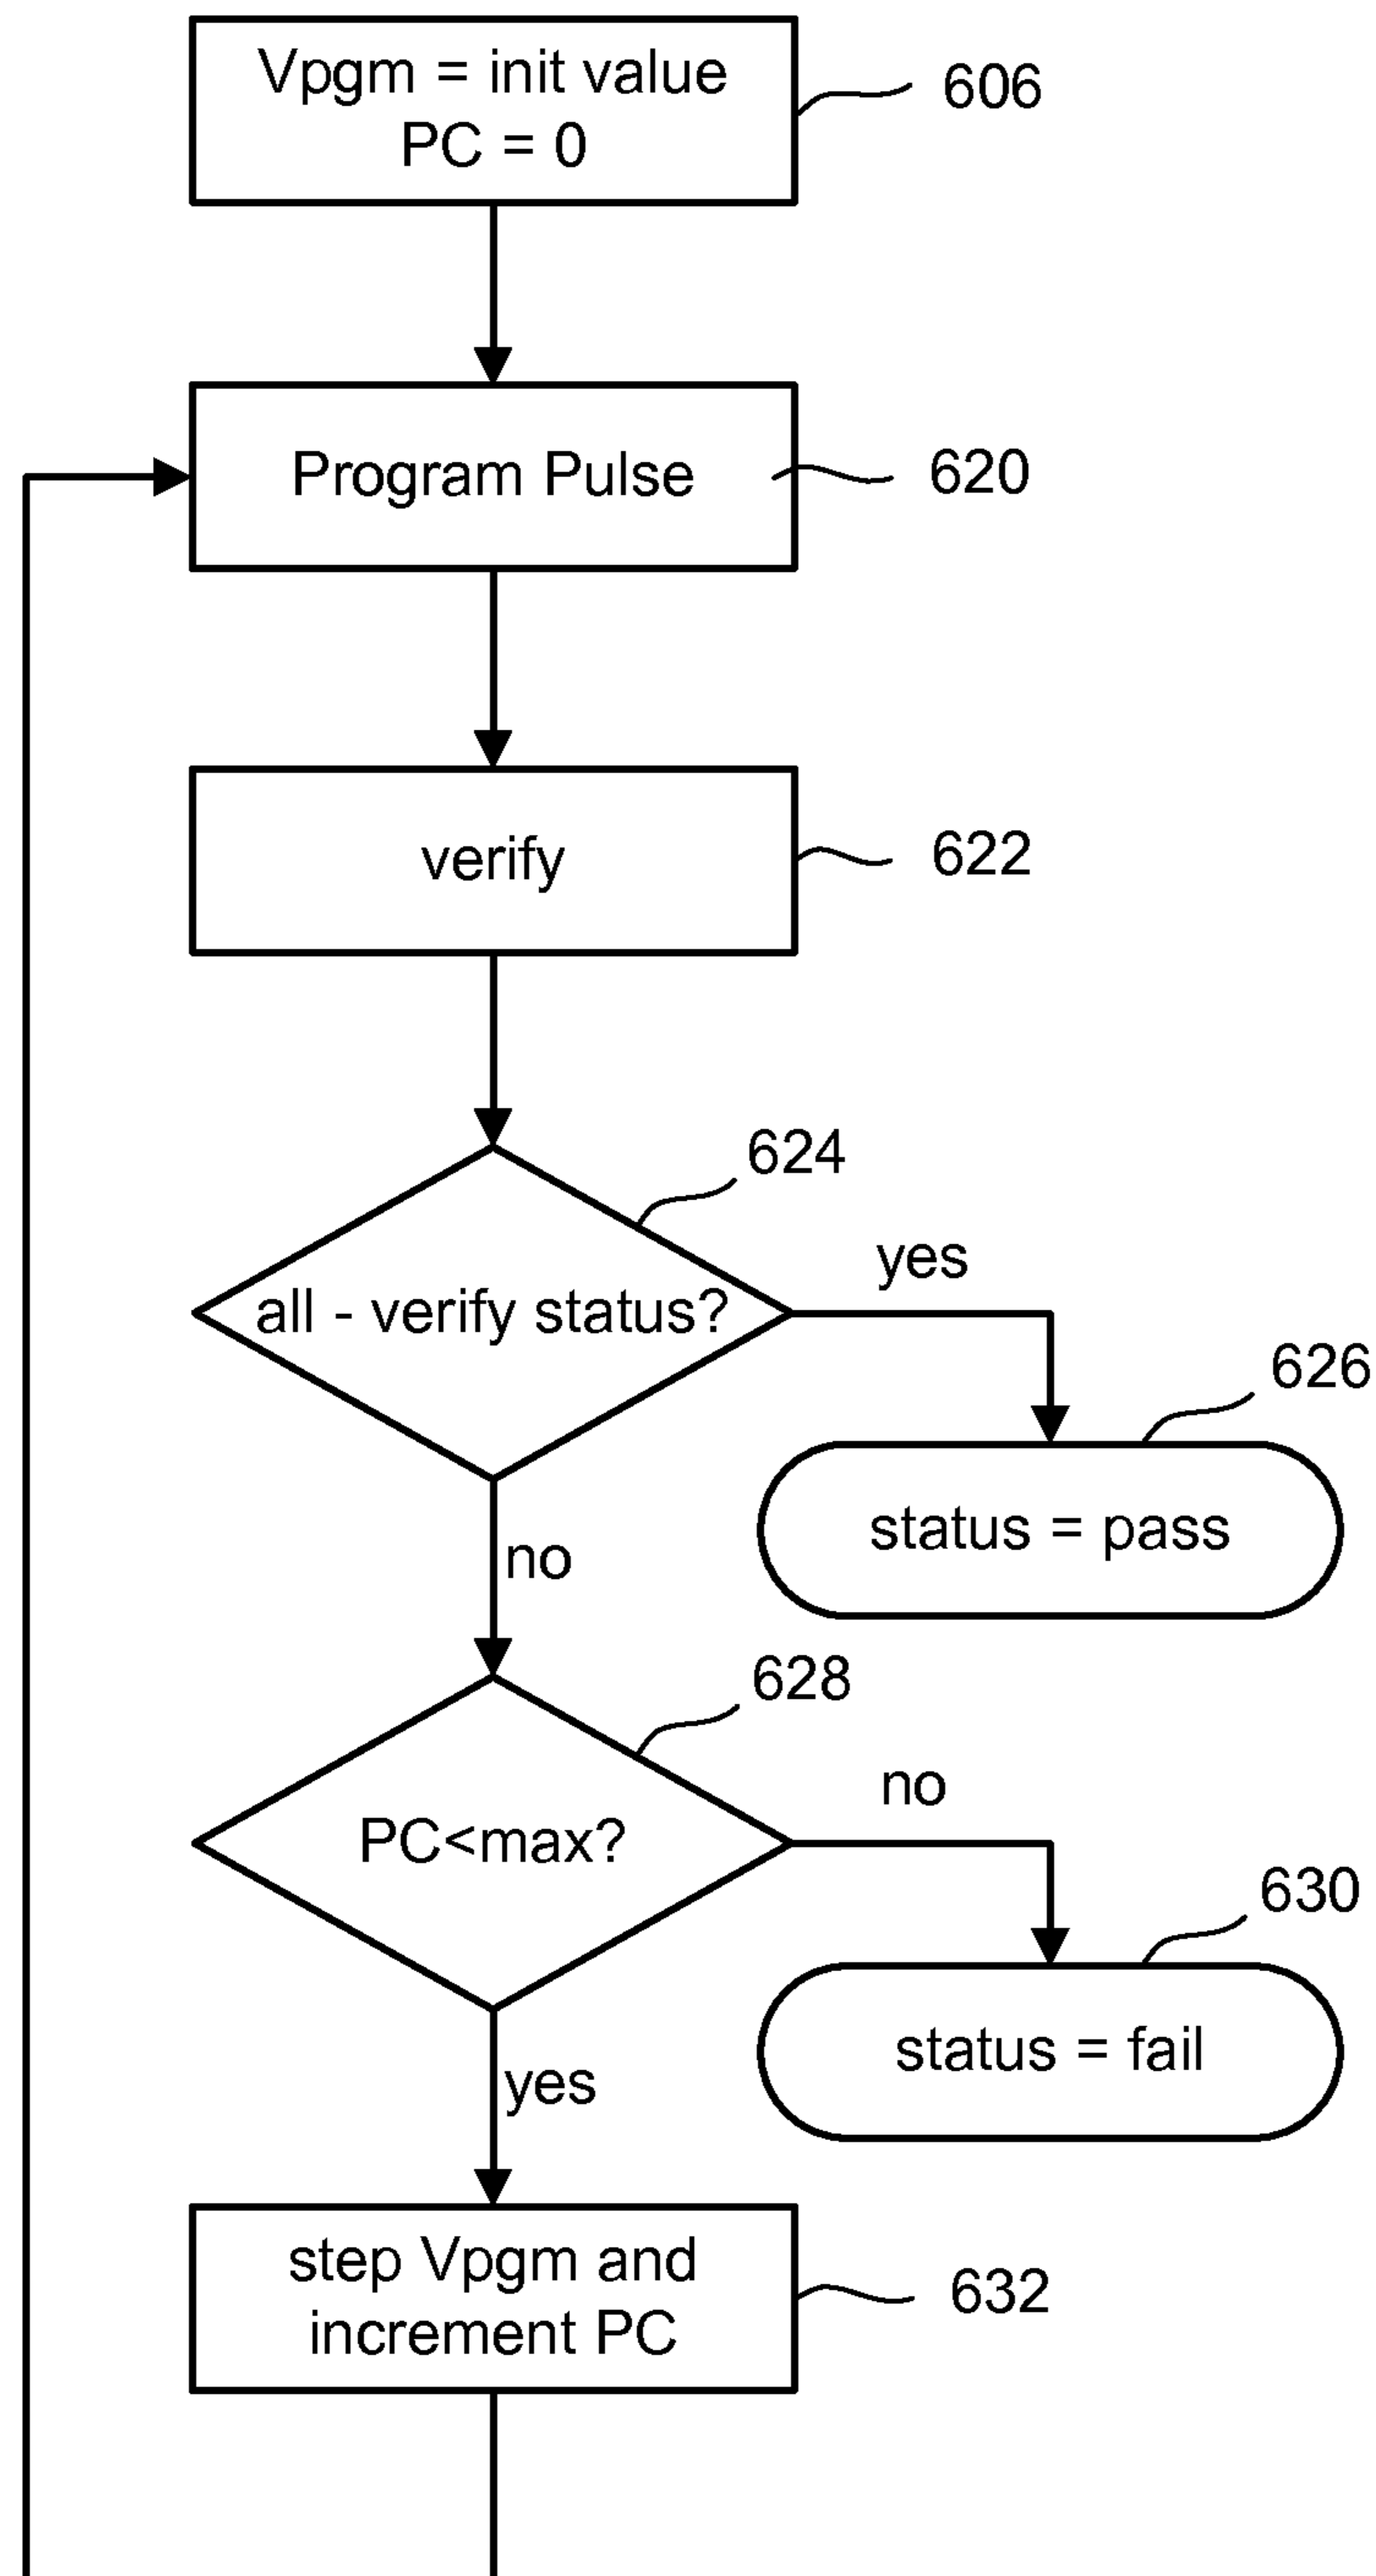 Vpgm = init value
PC = 0
606
Program Pulse
620
verify
622
624
all - verify status?
yes
626
status = pass
no
628
PC<max?
no
630
status = fail
yes
step Vpgm and
increment PC
632